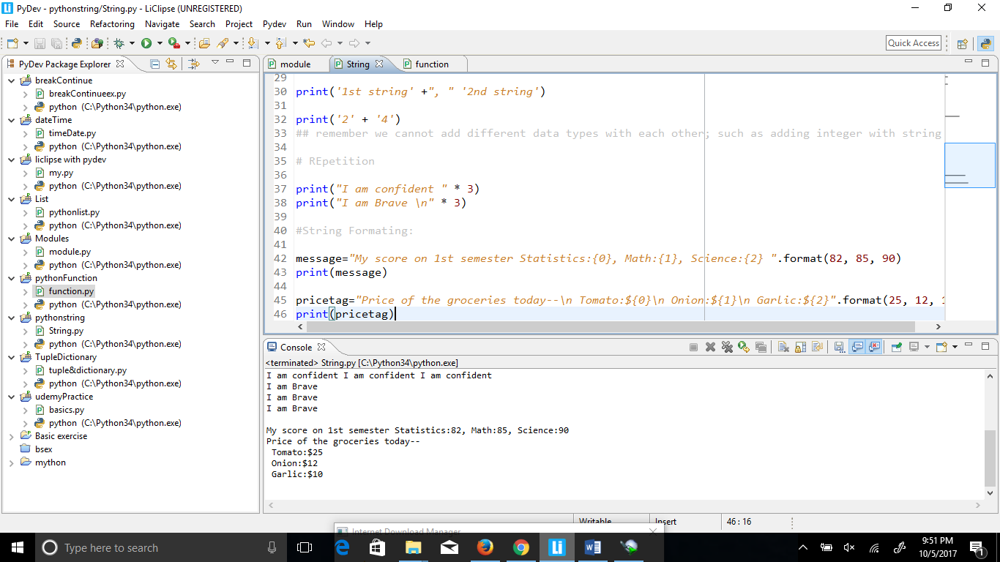 PyDev - pythonstring/String.py - LiClipse (UNREGISTERED)
File Edit Source Refactoring Navigate Search Project Pydev Run Window Help
Quick Access
PyDev Package Explorer
breakContinue
breakContinueex.py
python (C:\Python34\python.exe)
dateTime
timeDate.py
python (C:\Python34\python.exe)
liclipse with pydev
my.py
python (C:\Python34\python.exe)
List
pythonlist.py
python (C:\Python34\python.exe)
Modules
module.py
python (C:\Python34\python.exe)
pythonFunction
function.py
python (C:\Python34\python.exe)
pythonstring
String.py
python (C:\Python34\python.exe)
TupleDictionary
tuple&dictionary.py
python (C:\Python34\python.exe)
udemyPractice
basics.py
python (C:\Python34\python.exe)
Basic exercise
bsex
mython
module String function
29
30 print('1st string' +", " '2nd string')
31
32 print('2' + '4')
33 ## remember we cannot add different data types with each other; such as adding integer with string
34
35 # REpetition
36
37 print("I am confident " * 3)
38 print("I am Brave \n" * 3)
39
40 #String Formating:
41
42 message="My score on 1st semester Statistics:{0}, Math:{1}, Science:{2} ".format(82, 85, 90)
43 print(message)
44
45 pricetag="Price of the groceries today--\n Tomato:${0}\n Onion:${1}\n Garlic:${2}".format(25, 12,
46 print(pricetag)
Console
<terminated> String.py [C:\Python34\python.exe]
I am confident I am confident I am confident
I am Brave
I am Brave
I am Brave
My score on 1st semester Statistics:82, Math:85, Science:90
Price of the groceries today--
Tomato:$25
Onion:$12
Garlic:$10
Writable Insert 46 : 16
Internet Download Manager
Type here to search
9:51 PM
10/5/2017
1